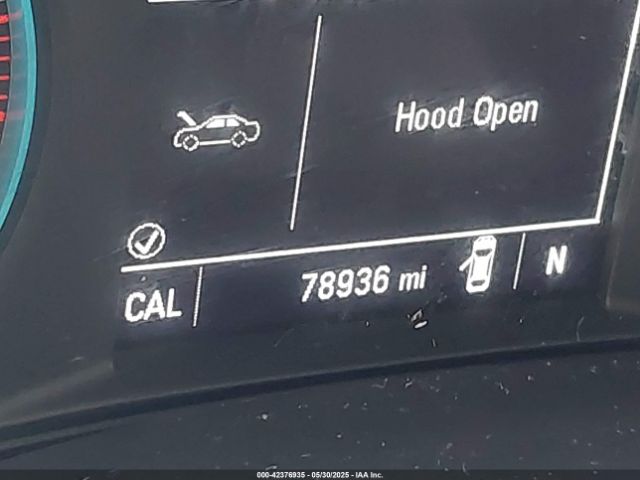 Hood Open
CAL
78936 mi
N
000-42376935 - 05/30/2025 - IAA Inc.